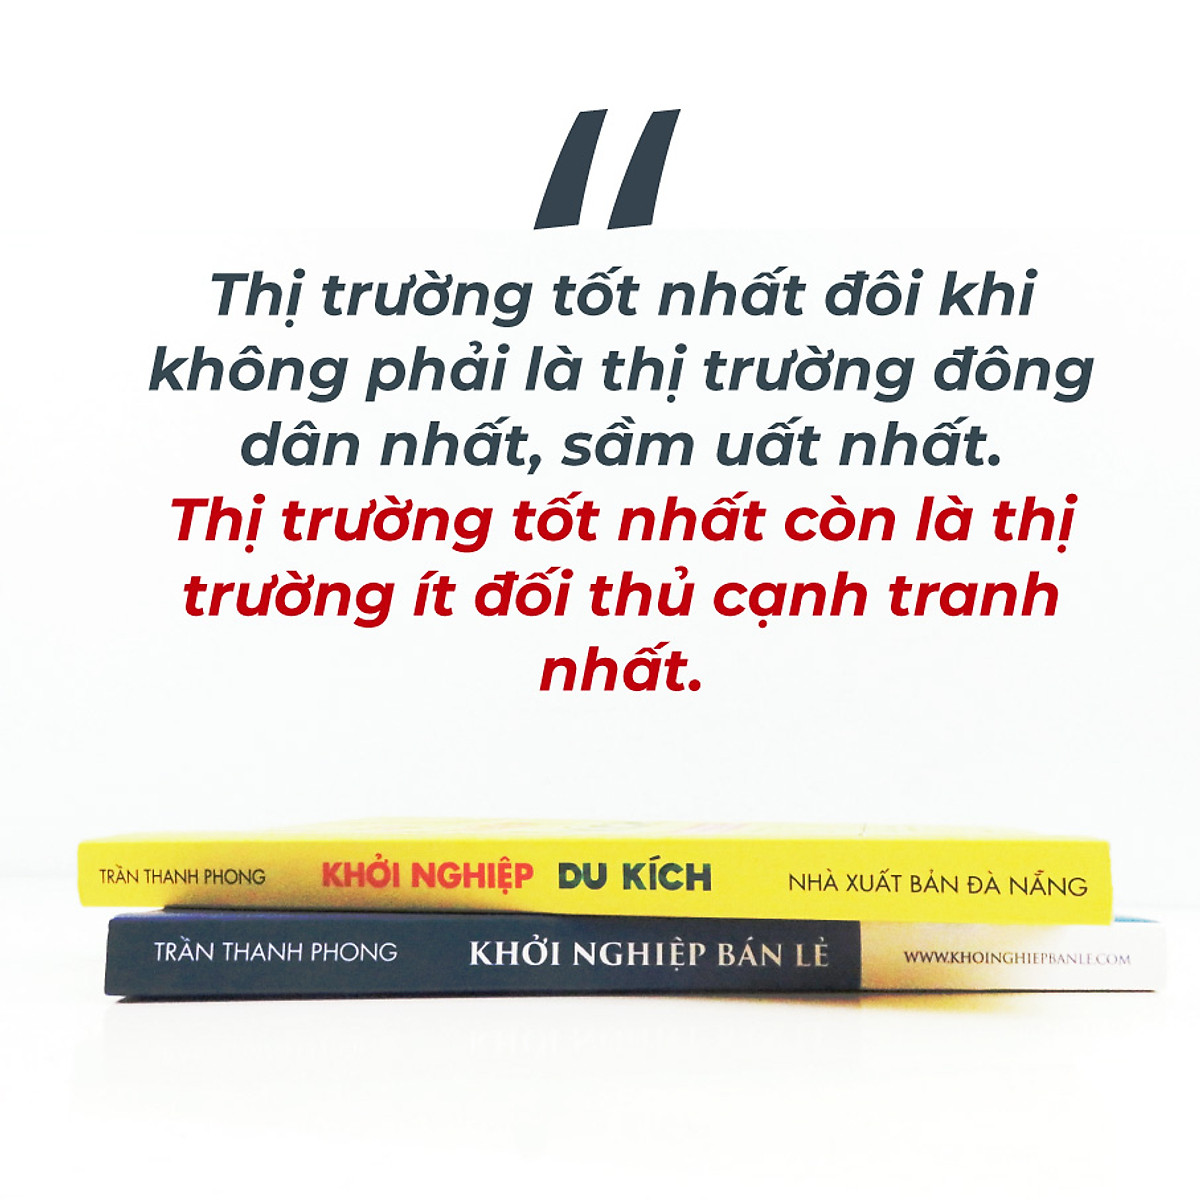 Thị trường tốt nhất đôi khi
không phải là thị trường đông
dân nhất, sầm uất nhất.
Thị trường tốt nhất còn là thị
trường ít đối thủ cạnh tranh
nhất.
TRẦN THANH PHONG KHỞI NGHIỆP DU KÍCH NHÀ XUẤT BẢN ĐÀ NẴNG
TRẦN THANH PHONG KHỞI NGHIỆP BÁN LẺ WWW.KHOINGHIEPBANLE.COM